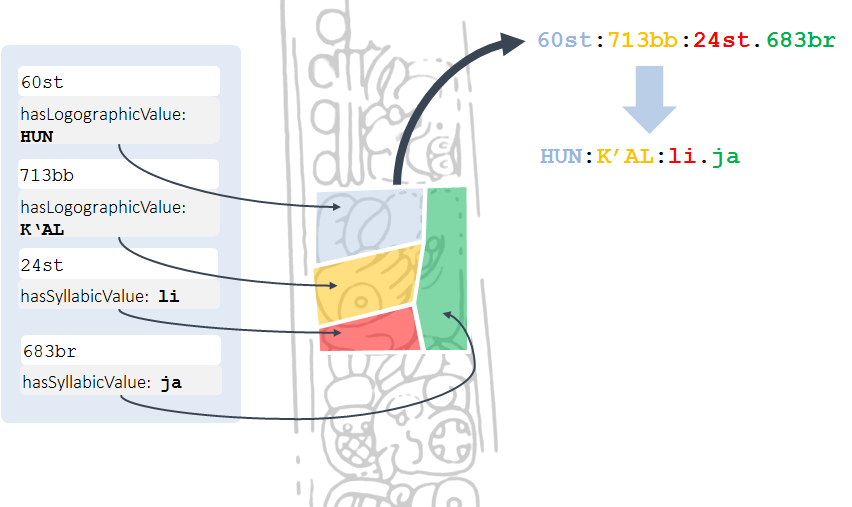 60st
hasLogographicValue:
HUN
713bb
hasLogographicValue:
K‘AL
24st
hasSyllabicValue: li
683br
hasSyllabicValue: ja
60st:713bb:24st.683br
HUN:K’AL:li.ja